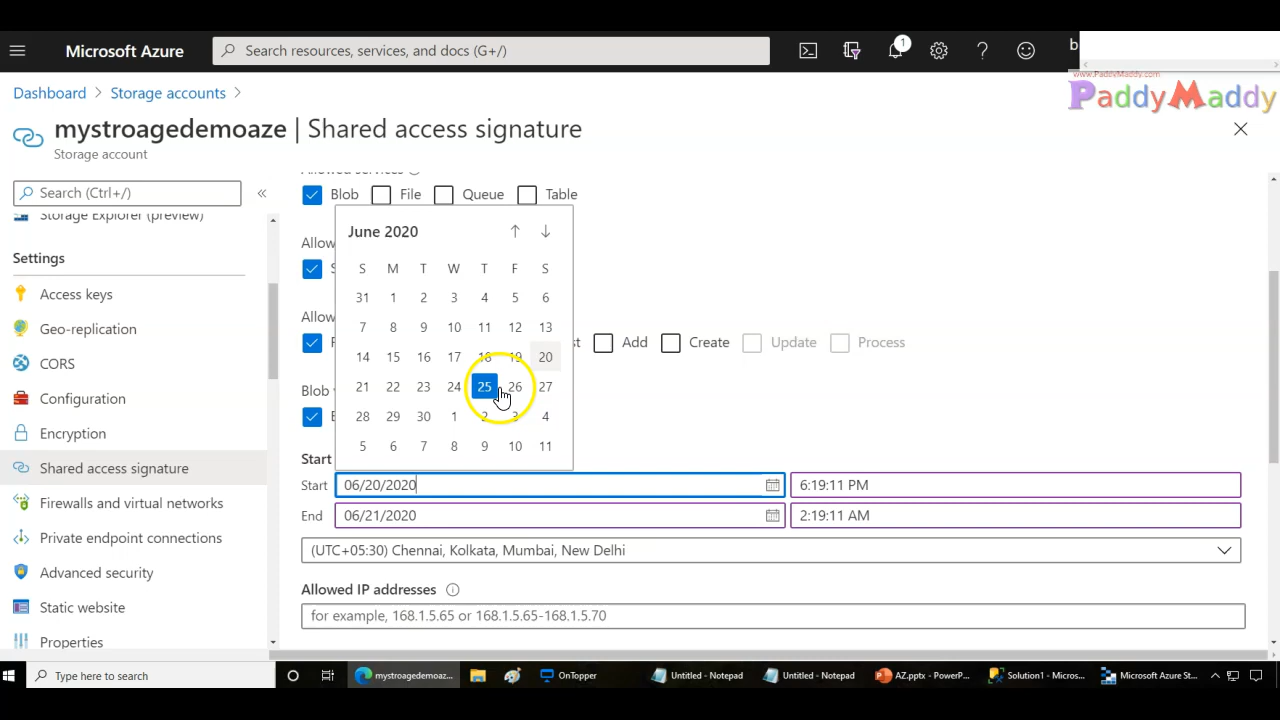 Microsoft Azure
Search resources, services, and docs (G+/)
1
b
www.PaddyMaddy.com
PaddyMaddy
Dashboard > Storage accounts >
mystroagedemoaze | Shared access signature
Storage account
Search (Ctrl+/)
«
Storage Explorer (preview)
Settings
Access keys
Geo-replication
CORS
Configuration
Encryption
Shared access signature
Firewalls and virtual networks
Private endpoint connections
Advanced security
Static website
Properties
Allowed services
Blob File Queue Table
Allow
S
Allow
Add Create Update Process
Blob
June 2020
S M T W T F S
31 1 2 3 4 5 6
7 8 9 10 11 12 13
14 15 16 17 18 19 20
21 22 23 24 25 26 27
28 29 30 1 2 3 4
5 6 7 8 9 10 11
Start
Start 06/20/2020 6:19:11 PM
End 06/21/2020 2:19:11 AM
(UTC+05:30) Chennai, Kolkata, Mumbai, New Delhi
Allowed IP addresses
for example, 168.1.5.65 or 168.1.5.65-168.1.5.70
Type here to search
mystroagedemoaz...
OnTopper
Untitled - Notepad
Untitled - Notepad
AZ.pptx - PowerP...
Solution1 - Micros...
Microsoft Azure St...